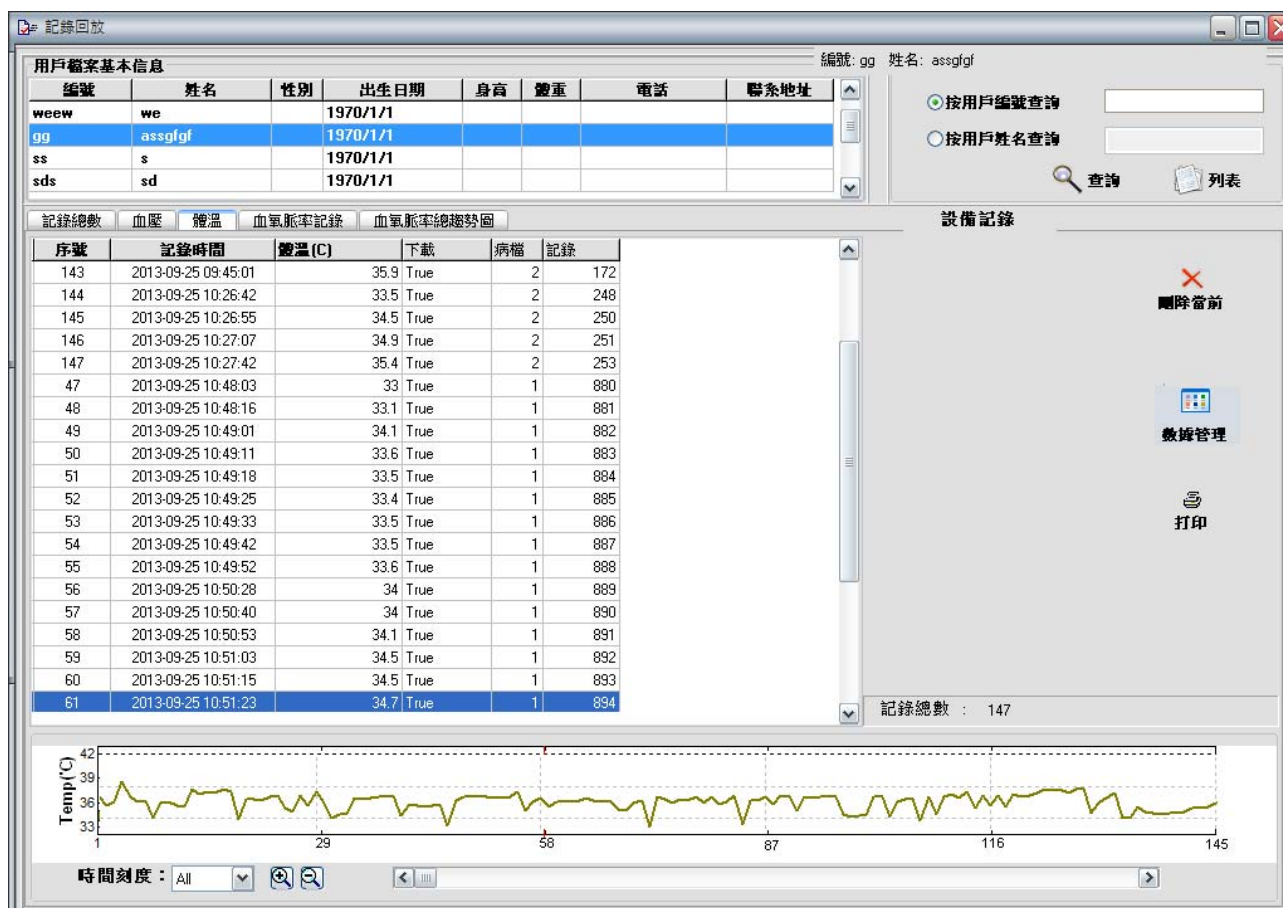 記錄回放
用戶檔案基本信息
編號: gg 姓名: assgfgf
編號 姓名 性別 出生日期 身高 體重 電話 聯系地址
weew we 1970/1/1
gg assgfgf 1970/1/1
ss s 1970/1/1
sds sd 1970/1/1
按用戶編號查詢
按用戶姓名查詢
查詢 列表
記錄總數 血壓 體溫 血氧脈率記錄 血氧脈率總趨勢圖
設備記錄
序號 記錄時間 體溫(C) 下載 病檔 記錄
143 2013-09-25 09:45:01 35.9 True 2 172
144 2013-09-25 10:26:42 33.5 True 2 248
145 2013-09-25 10:26:55 34.5 True 2 250
146 2013-09-25 10:27:07 34.9 True 2 251
147 2013-09-25 10:27:42 35.4 True 2 253
47 2013-09-25 10:48:03 33 True 1 880
48 2013-09-25 10:48:16 33.1 True 1 881
49 2013-09-25 10:49:01 34.1 True 1 882
50 2013-09-25 10:49:11 33.6 True 1 883
51 2013-09-25 10:49:18 33.5 True 1 884
52 2013-09-25 10:49:25 33.4 True 1 885
53 2013-09-25 10:49:33 33.5 True 1 886
54 2013-09-25 10:49:42 33.5 True 1 887
55 2013-09-25 10:49:52 33.6 True 1 888
56 2013-09-25 10:50:28 34 True 1 889
57 2013-09-25 10:50:40 34 True 1 890
58 2013-09-25 10:50:53 34.1 True 1 891
59 2013-09-25 10:51:03 34.5 True 1 892
60 2013-09-25 10:51:15 34.5 True 1 893
61 2013-09-25 10:51:23 34.7 True 1 894
刪除當前
數據管理
打印
記錄總數 : 147
Temp(℃)
42
39
36
33
1 29 58 87 116 145
時間刻度：All